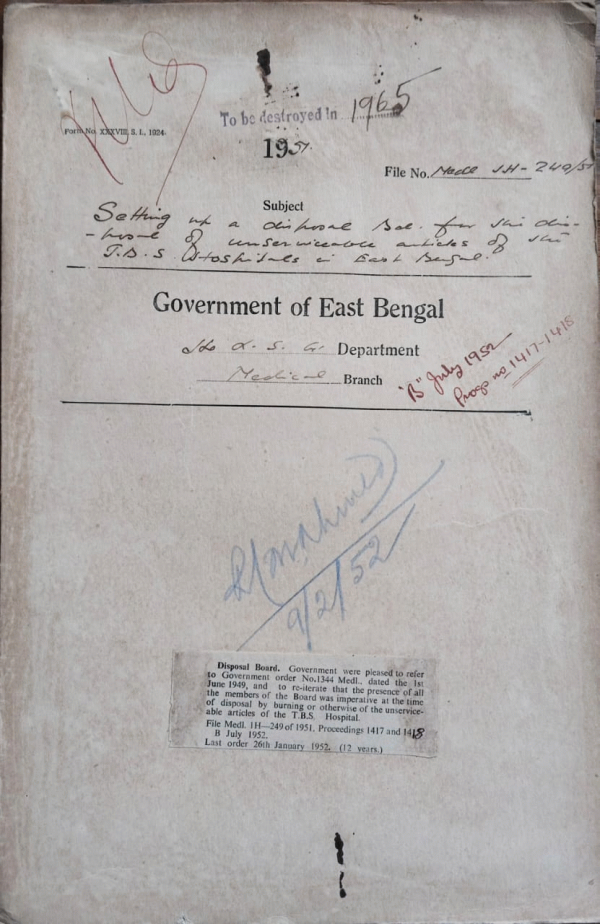 Form No. XXXVIII, S. I., 1924.
To be destroyed in 1965
1951.
File No. Medl 1H-249/51
Subject
Setting up a disposal Bd. for the dis-
-posal of unserviceable articles of the
T.B.S. Hospitals in East Bengal.
Government of East Bengal
H & L. S. G. Department
Medical Branch
"B" July 1952
Progs no 1417-1418
9/2/52
Disposal Board. Government were pleased to refer
to Government order No.1344 Medl., dated the 1st
June 1949, and to re-iterate that the presence of all
the members of the Board was imperative at the time
of disposal by burning or otherwise of the unservice-
able articles of the T.B.S. Hospital.
File Medl. 1H—249 of 1951, Proceedings 1417 and 1418
B July 1952.
Last order 26th January 1952. (12 years.)